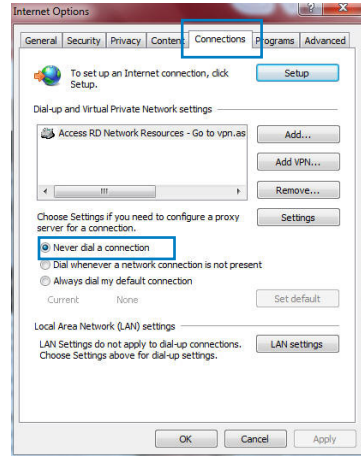 Internet Options
General Security Privacy Content Connections Programs Advanced
To set up an Internet connection, click
Setup.
Setup
Dial-up and Virtual Private Network settings
Access RD Network Resources - Go to vpn.as
Add...
Add VPN...
Remove...
Choose Settings if you need to configure a proxy
server for a connection.
Settings
Never dial a connection
Dial whenever a network connection is not present
Always dial my default connection
Current None
Set default
Local Area Network (LAN) settings
LAN Settings do not apply to dial-up connections.
Choose Settings above for dial-up settings.
LAN settings
OK Cancel Apply